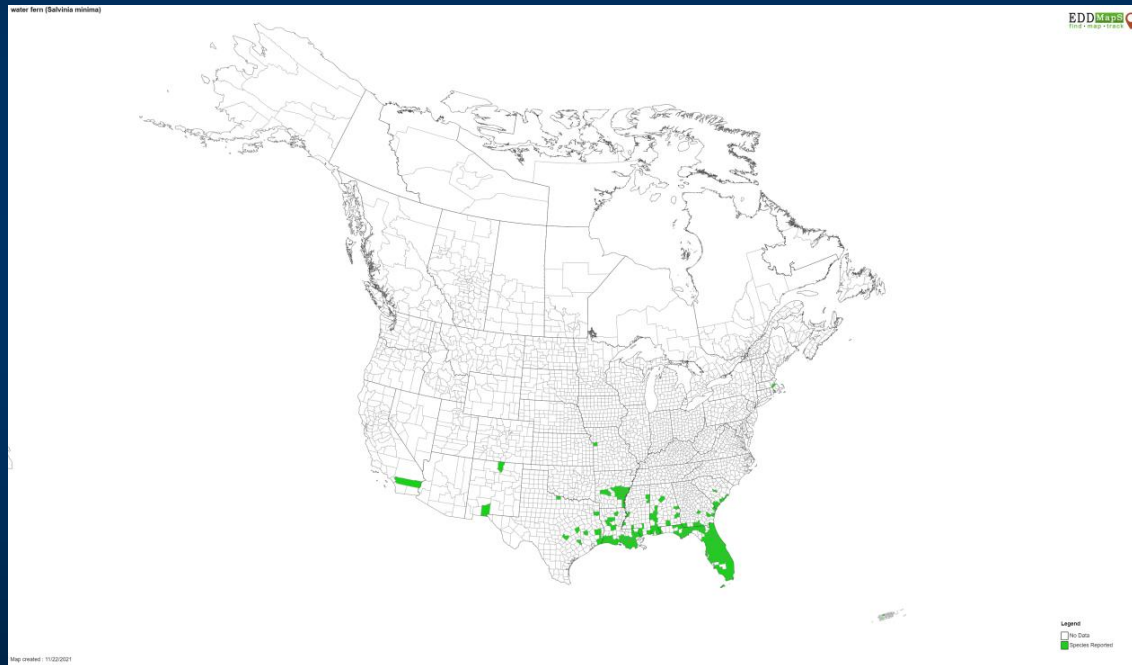 water fern (Salvinia minima)
EDDMapS
find • map • track
Legend
No Data
Species Reported
Map created : 11/22/2021